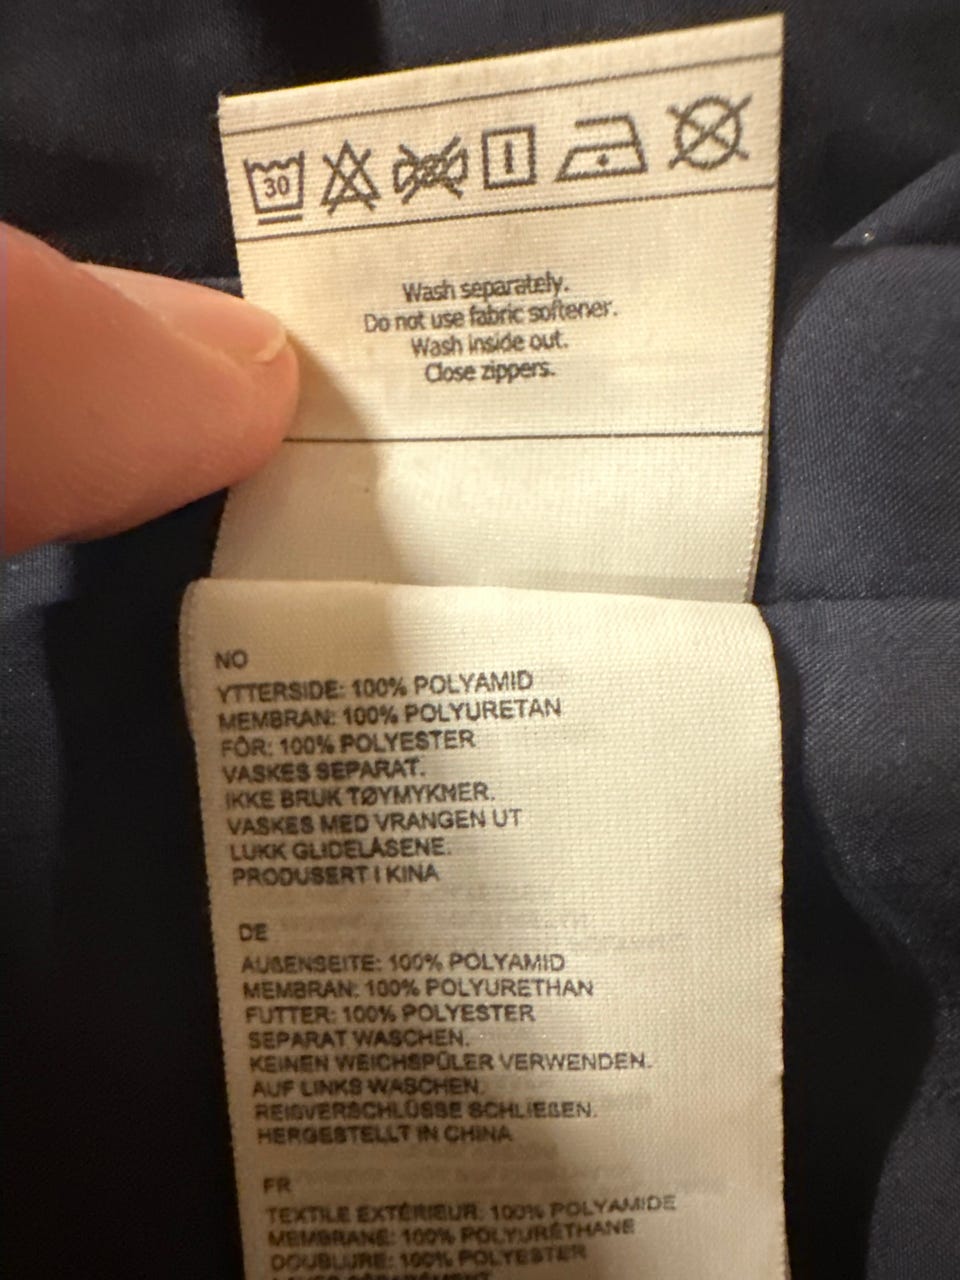 30
Wash separately.
Do not use fabric softener.
Wash inside out.
Close zippers.
NO
YTTERSIDE: 100% POLYAMID
MEMBRAN: 100% POLYURETAN
FÔR: 100% POLYESTER
VASKES SEPARAT.
IKKE BRUK TØYMYKNER.
VASKES MED VRANGEN UT
LUKK GLIDELÅSENE.
PRODUSERT I KINA
DE
AUßENSEITE: 100% POLYAMID
MEMBRAN: 100% POLYURETHAN
FUTTER: 100% POLYESTER
SEPARAT WASCHEN.
KEINEN WEICHSPÜLER VERWENDEN.
AUF LINKS WASCHEN.
REIßVERSCHLÜSSE SCHLIEßEN.
HERGESTELLT IN CHINA
FR
TEXTILE EXTÉRIEUR: 100% POLYAMIDE
MEMBRANE: 100% POLYURÉTHANE
DOUBLURE: 100% POLYESTER